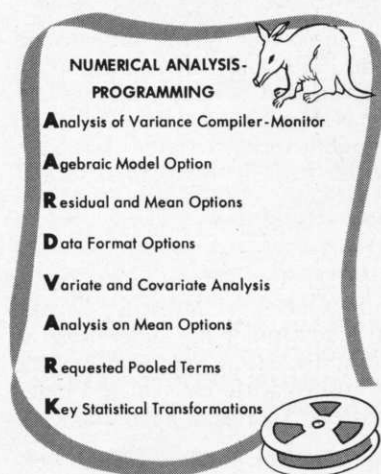 NUMERICAL ANALYSIS-
PROGRAMMING
Analysis of Variance Compiler-Monitor
Agebraic Model Option
Residual and Mean Options
Data Format Options
Variate and Covariate Analysis
Analysis on Mean Options
Requested Pooled Terms
Key Statistical Transformations